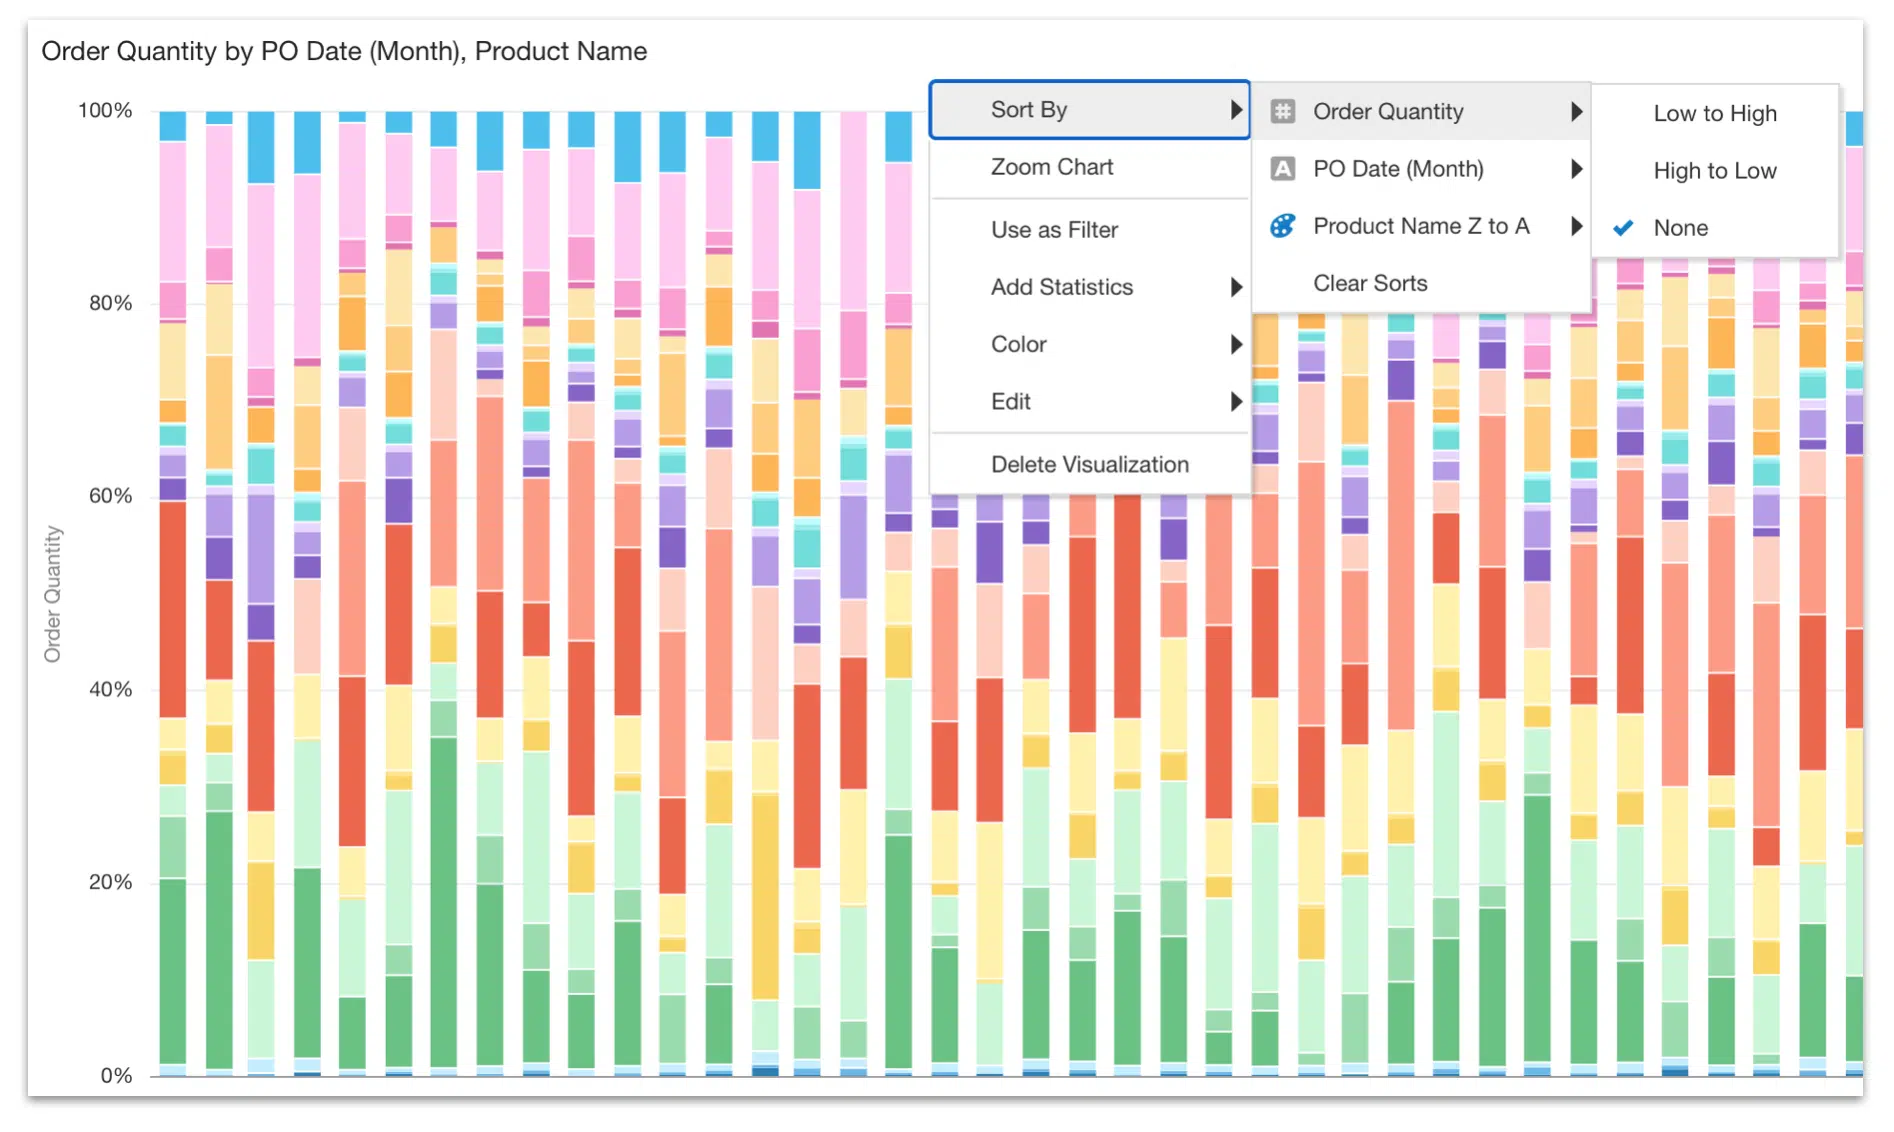 Order Quantity by PO Date (Month), Product Name
100%
80%
60%
40%
20%
0%
Order Quantity
Sort By
Zoom Chart
Use as Filter
Add Statistics
Color
Edit
Delete Visualization
# Order Quantity
A PO Date (Month)
Product Name Z to A
Clear Sorts
Low to High
High to Low
None